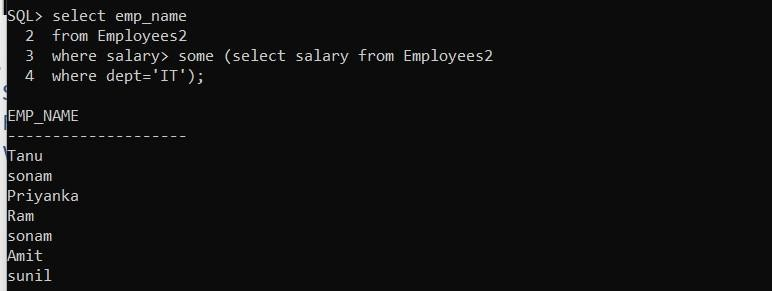 SQL> select emp_name
2 from Employees2
3 where salary> some (select salary from Employees2
4 where dept='IT');
EMP_NAME
--------------------
Tanu
sonam
Priyanka
Ram
sonam
Amit
sunil